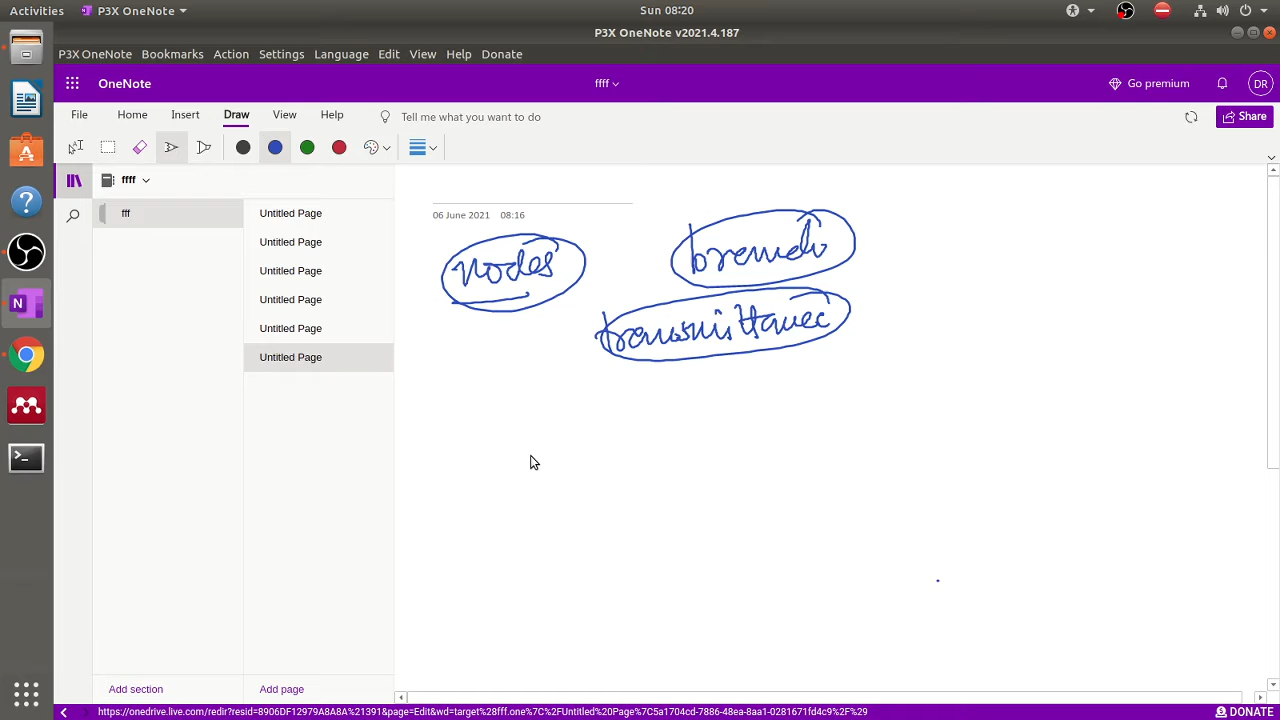 Activities P3X OneNote Sun 08:20
P3X OneNote v2021.4.187
P3X OneNote Bookmarks Action Settings Language Edit View Help Donate
OneNote ffff Go premium DR
File Home Insert Draw View Help Tell me what you want to do Share
ffff
fff
Untitled Page
Untitled Page
Untitled Page
Untitled Page
Untitled Page
Untitled Page
06 June 2021 08:16
nodes
transmittance
Add section Add page
https://onedrive.live.com/redir?resid=8906DF12979A8A8A%21391&page=Edit&wd=target%28fff.one%7C%2FUntitled%20Page%7C5a1704cd-7886-48ea-8aa1-0281671fd4c9%2F%29 DONATE